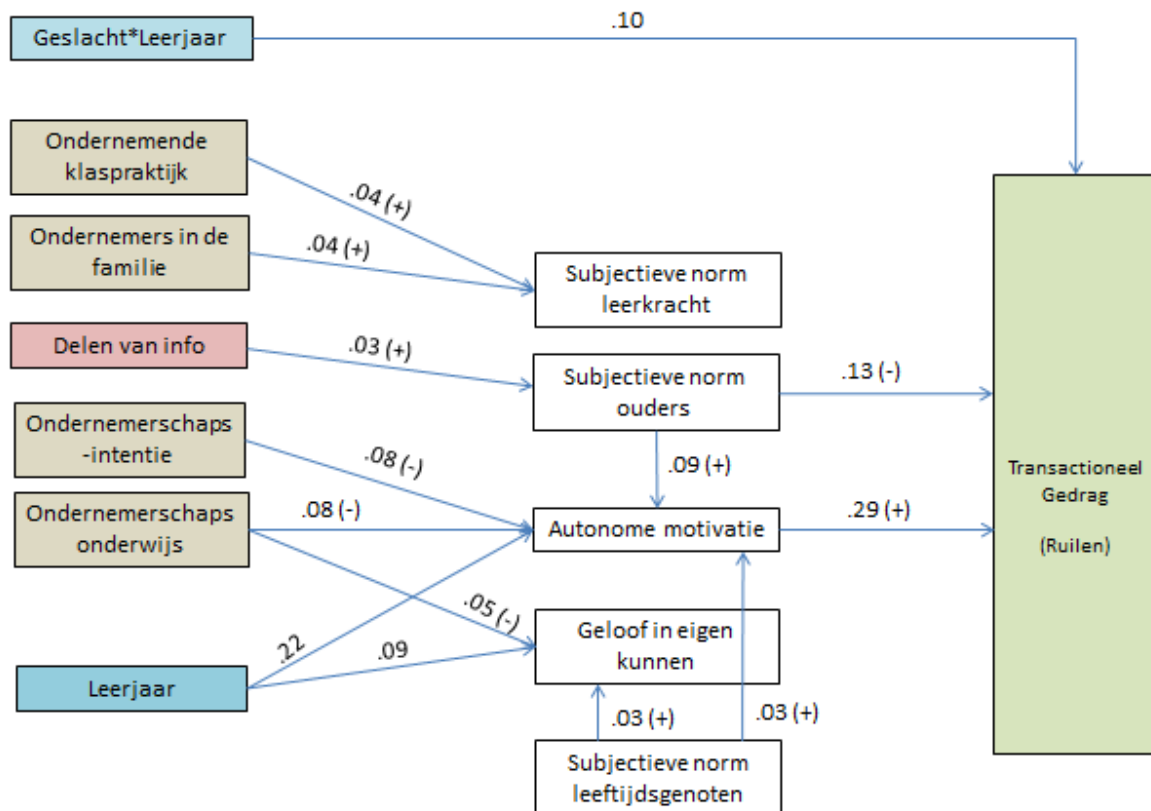 .10
Geslacht*Leerjaar
Ondernemende
klaspraktijk
.04 (+)
Ondernemers in de
familie
.04 (+)
Subjectieve norm
leerkracht
Delen van info
.03 (+)
Subjectieve norm
ouders
.13 (-)
Ondernemerschaps
-intentie
.08 (-)
.09 (+)
Transactioneel
Gedrag
(Ruilen)
Ondernemerschaps
onderwijs
.08 (-)
Autonome motivatie
.29 (+)
.05 (-)
Geloof in eigen
kunnen
.22
.09
Leerjaar
.03 (+)
.03 (+)
Subjectieve norm
leeftijdsgenoten